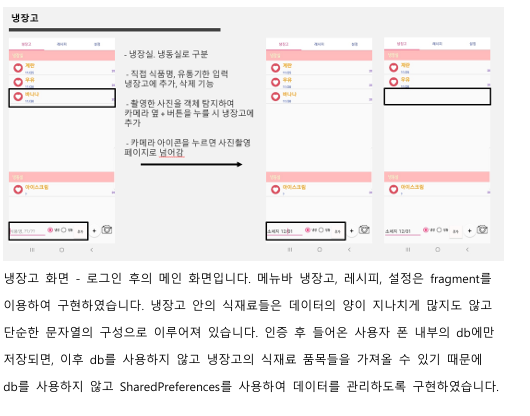 냉장고
냉장고 레시피 설정
냉장고 레시피 설정
냉장고 레시피 설정
계란
우유
바나나
아이스크림
- 냉장실. 냉동실로 구분
- 직접 식품명, 유통기한 입력
냉장고에 추가, 삭제 기능
- 촬영한 사진을 객체 탐지하여
카메라 옆 + 버튼을 누를 시 냉장고에
추가
- 카메라 아이콘을 누르면 사진촬영
페이지로 넘어감
계란
우유
바나나
아이스크림
소세지 12/31
계란
우유
아이스크림
소세지 12/31
냉장고 화면 - 로그인 후의 메인 화면입니다. 메뉴바 냉장고, 레시피, 설정은 fragment를
이용하여 구현하였습니다. 냉장고 안의 식재료들은 데이터의 양이 지나치게 많지도 않고
단순한 문자열의 구성으로 이루어져 있습니다. 인증 후 들어온 사용자 폰 내부의 db에만
저장되면, 이후 db를 사용하지 않고 냉장고의 식재료 품목들을 가져올 수 있기 때문에
db를 사용하지 않고 SharedPreferences를 사용하여 데이터를 관리하도록 구현하였습니다.